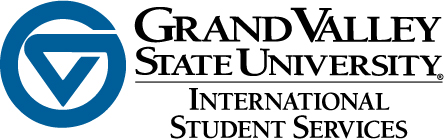 GRAND VALLEY
STATE UNIVERSITY®
INTERNATIONAL
STUDENT SERVICES